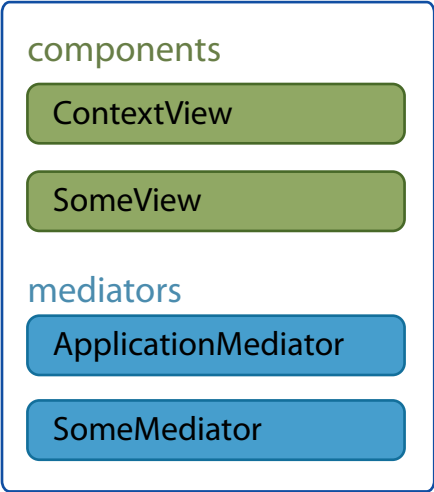 components
ContextView
SomeView
mediators
ApplicationMediator
SomeMediator